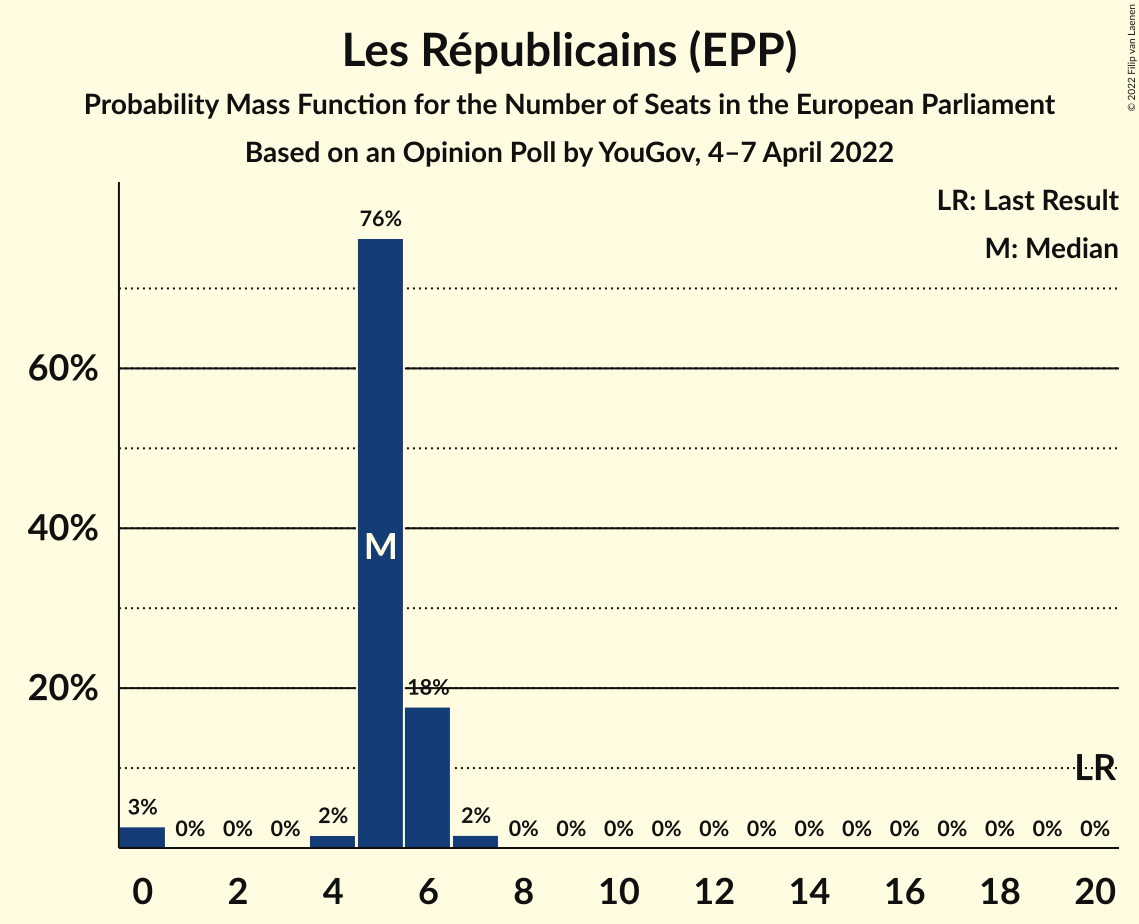 Les Républicains (EPP)
Probability Mass Function for the Number of Seats in the European Parliament
Based on an Opinion Poll by YouGov, 4–7 April 2022
© 2022 Filip van Laenen
LR: Last Result
M: Median
76%
60%
40%
M
20%
18%
LR
3% 0% 0% 0% 2% 2% 0% 0% 0% 0% 0% 0% 0% 0% 0% 0% 0% 0% 0%
0 2 4 6 8 10 12 14 16 18 20